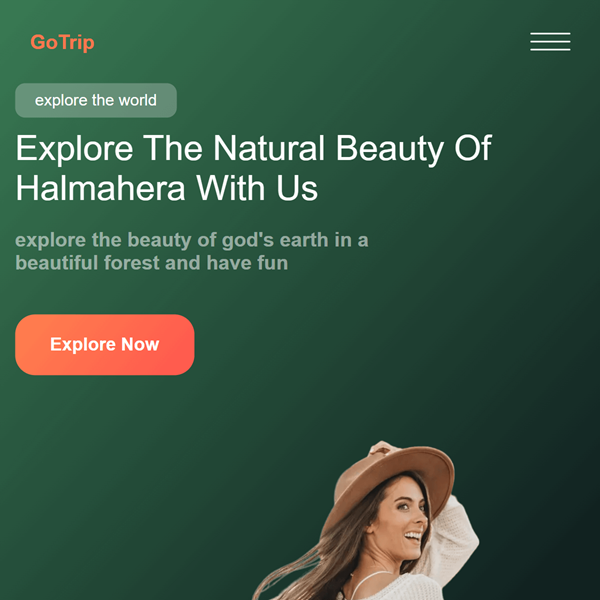 GoTrip
explore the world
Explore The Natural Beauty Of
Halmahera With Us
explore the beauty of god's earth in a
beautiful forest and have fun
Explore Now